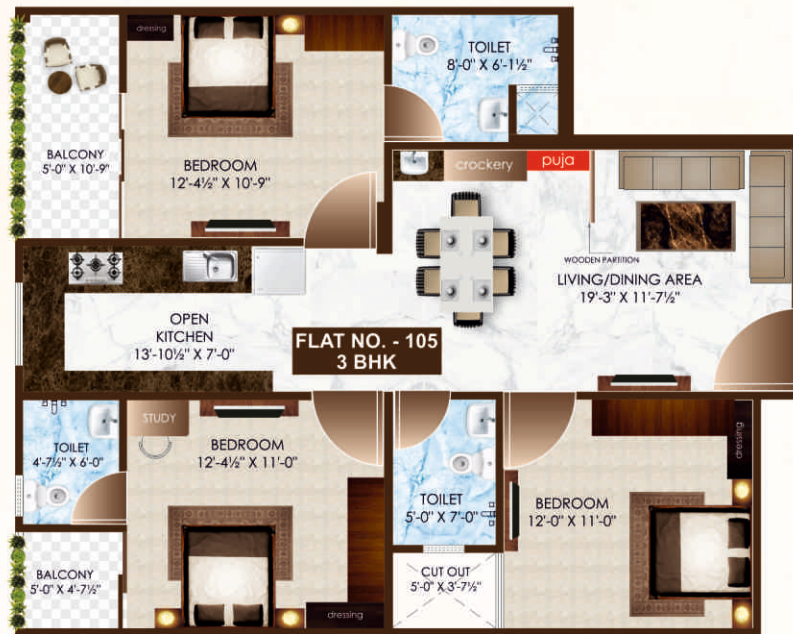 dressing
TOILET
8'-0" X 6'-1½"
BALCONY
5'-0" X 10'-9"
BEDROOM
12'-4½" X 10'-9"
crockery
puja
WOODEN PARTITION
LIVING/DINING AREA
19'-3" X 11'-7½"
OPEN
KITCHEN
13'-10½" X 7'-0"
FLAT NO. - 105
3 BHK
STUDY
TOILET
4'-7½" X 6'-0"
BEDROOM
12'-4½" X 11'-0"
dressing
TOILET
5'-0" X 7'-0"
BEDROOM
12'-0" X 11'-0"
BALCONY
5'-0" X 4'-7½"
CUT OUT
5'-0" X 3'-7½"
dressing